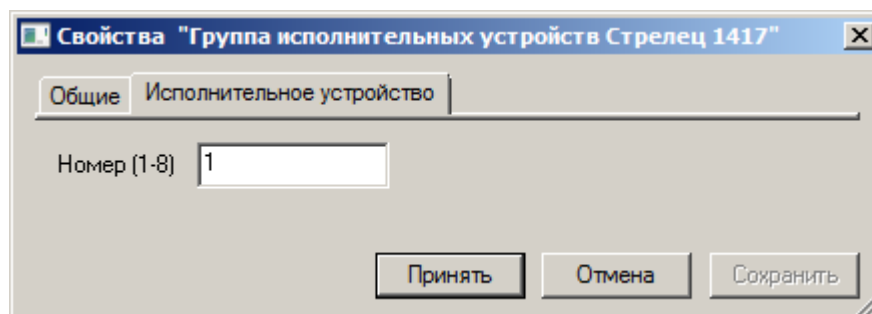 Свойства "Группа исполнительных устройств Стрелец 1417"
Общие Исполнительное устройство
Номер (1-8) 1
Принять Отмена Сохранить